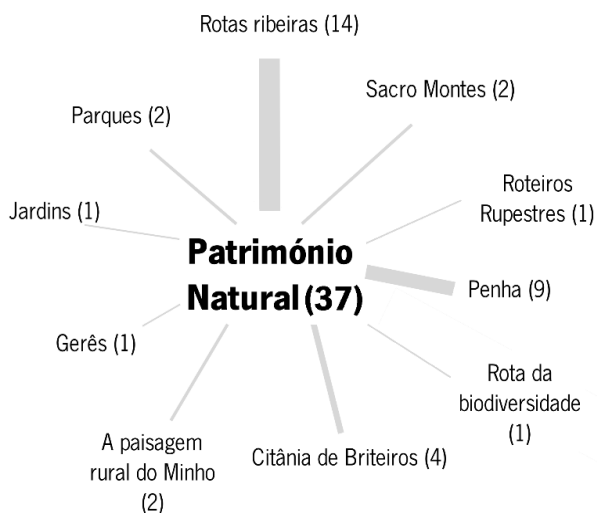 Rotas ribeiras (14)
Sacro Montes (2)
Parques (2)
Roteiros
Rupestres (1)
Jardins (1)
Património
Natural (37)
Penha (9)
Gerês (1)
Rota da
biodiversidade
(1)
A paisagem
rural do Minho
(2)
Citânia de Briteiros (4)